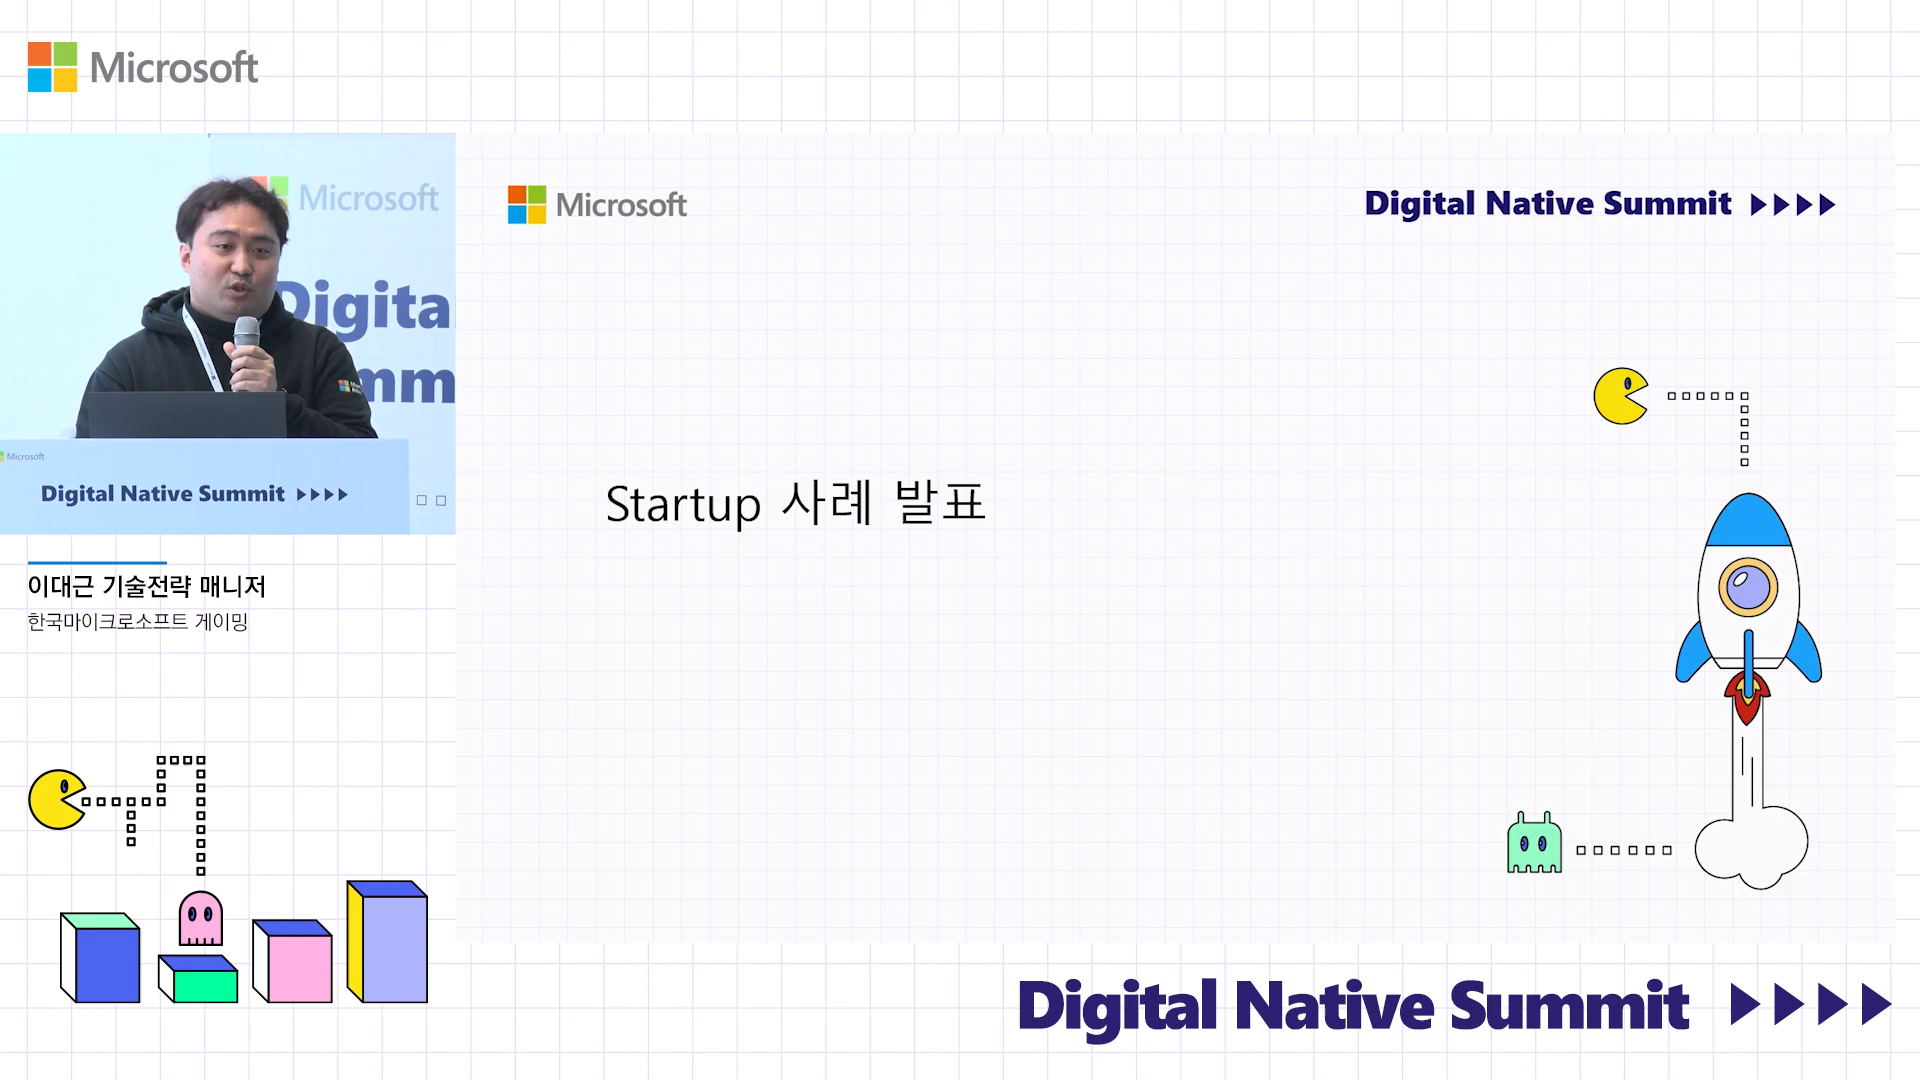 Microsoft
Microsoft
Digita
mm
Microsoft
Digital Native Summit
이대근 기술전략 매니저
한국마이크로소프트 게이밍
Microsoft
Digital Native Summit
Startup 사례 발표
Digital Native Summit